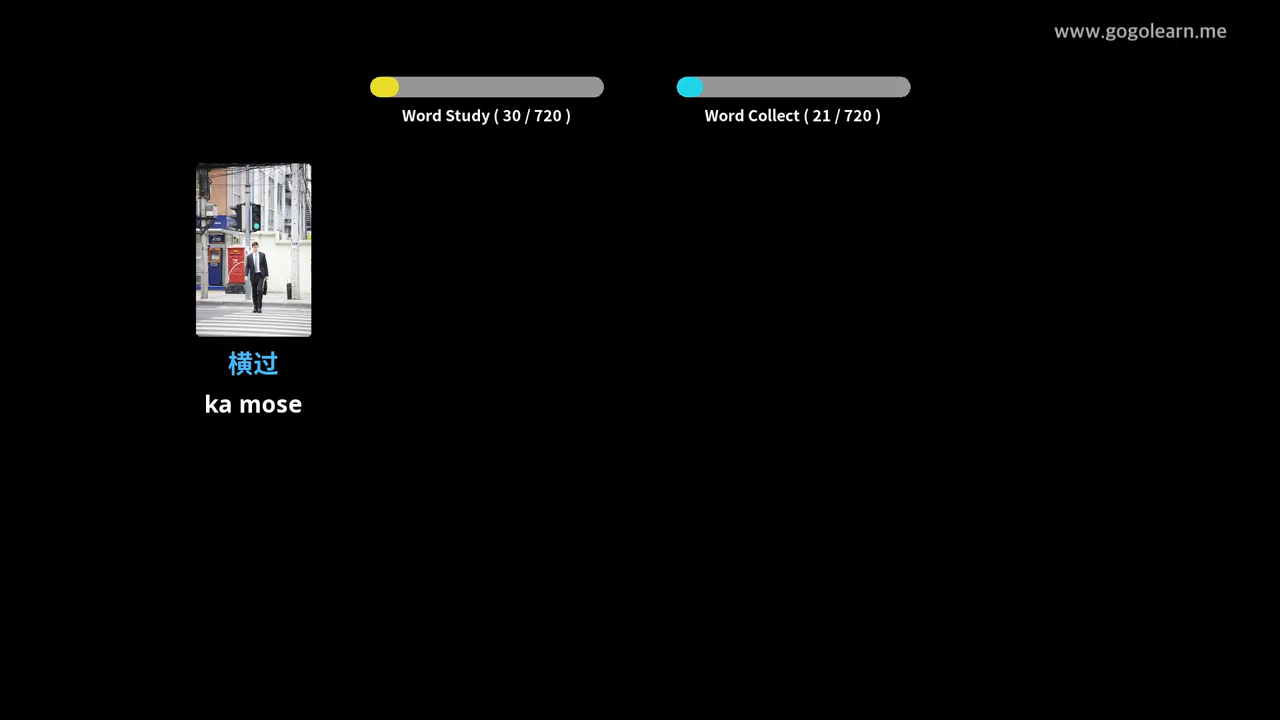 www.gogolearn.me
Word Study ( 30 / 720 )
Word Collect ( 21 / 720 )
横过
ka mose